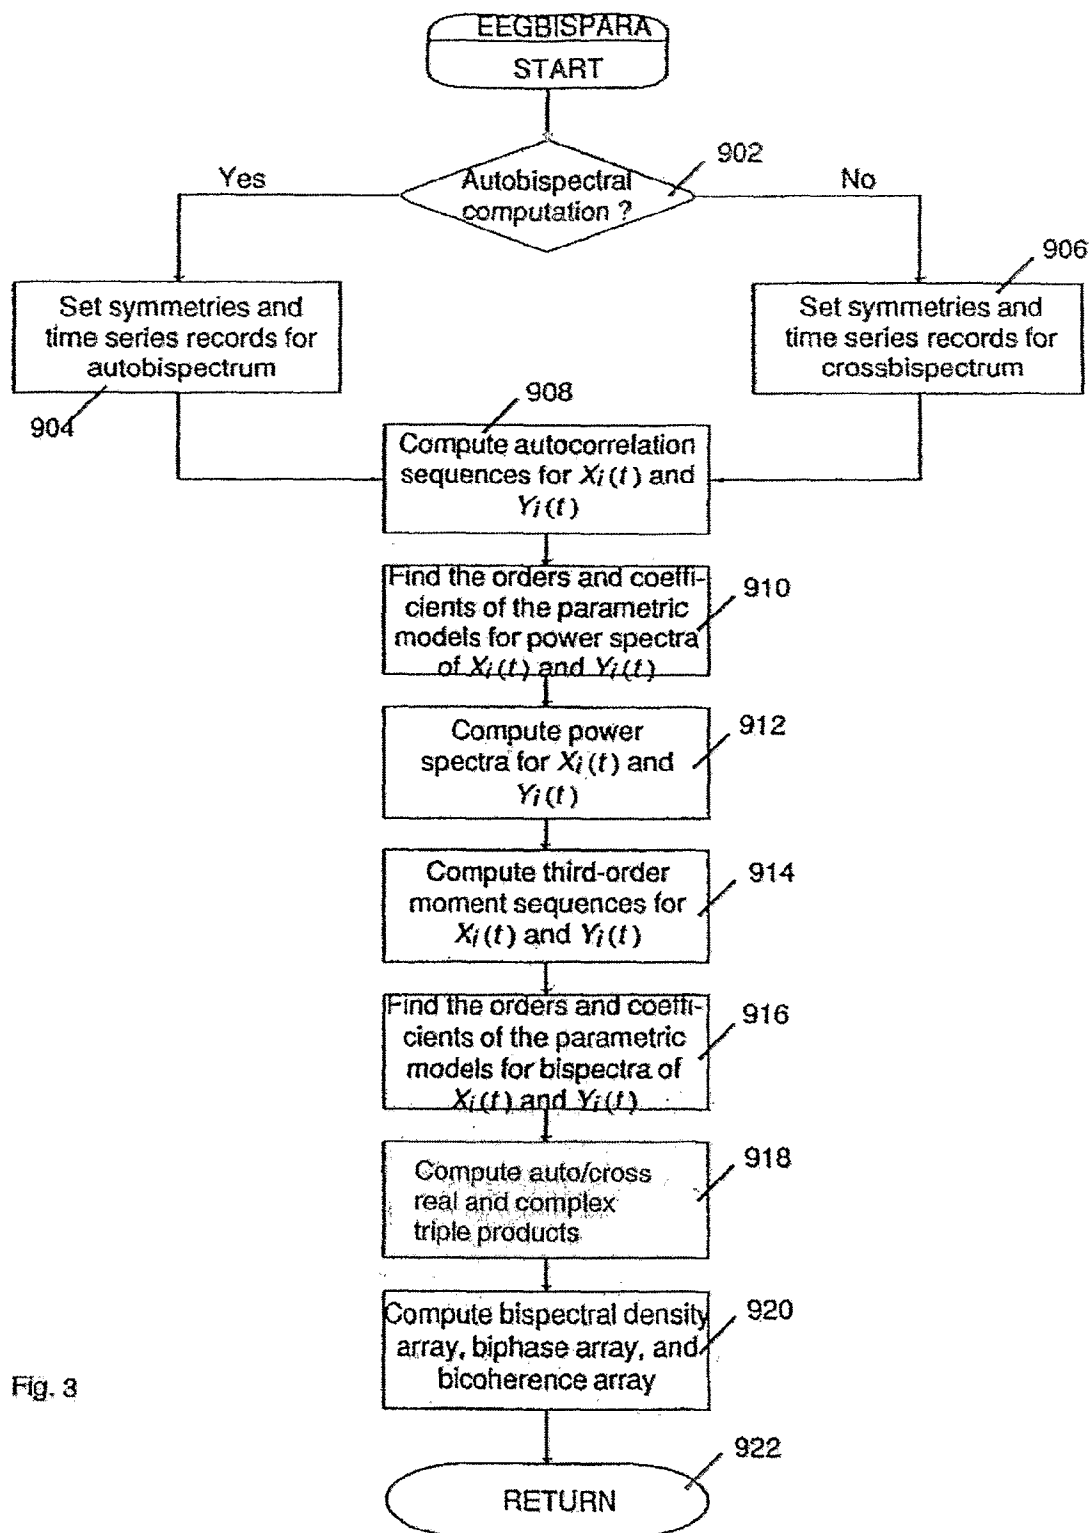 EEGBISPARA
START
902
Yes
Autobispectral
computation ?
No
906
Set symmetries and
time series records for
autobispectrum
Set symmetries and
time series records for
crossbispectrum
904
908
Compute autocorrelation
sequences for Xi(t) and
Yi(t)
Find the orders and coeffi-
cients of the parametric
models for power spectra
of Xi(t) and Yi(t)
910
Compute power
spectra for Xi(t) and
Yi(t)
912
Compute third-order
moment sequences for
Xi(t) and Yi(t)
914
Find the orders and coeffi-
cients of the parametric
models for bispectra of
Xi(t) and Yi(t)
916
Compute auto/cross
real and complex
triple products
918
Compute bispectral density
array, biphase array, and
bicoherence array
920
Fig. 3
RETURN
922